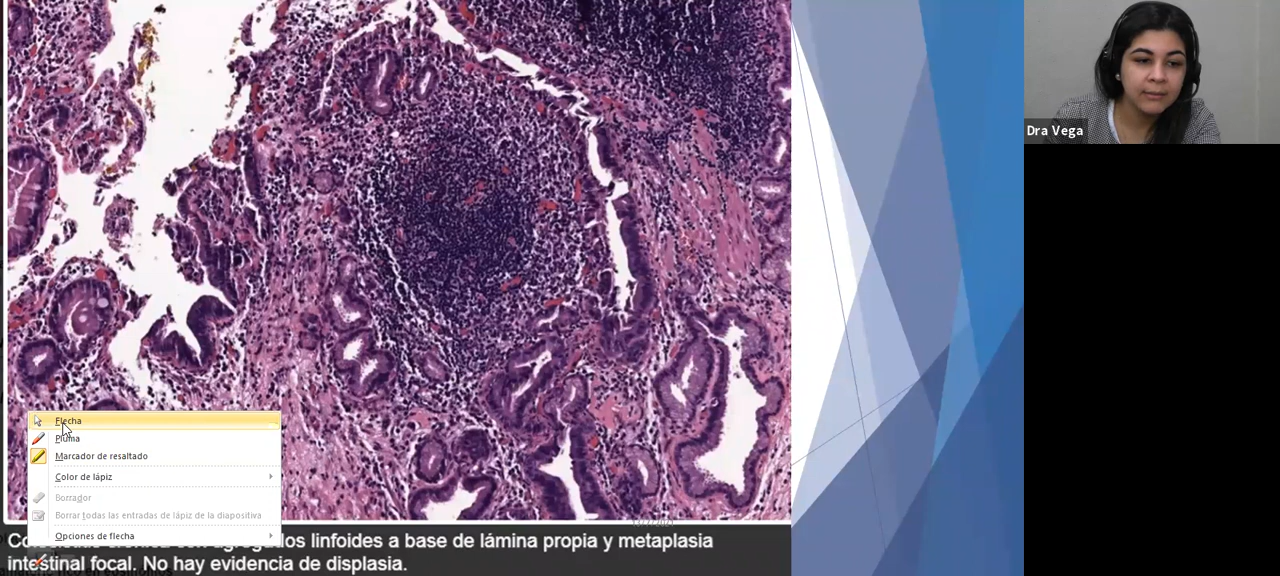 Dra Vega
Flecha
Pluma
Marcador de resaltado
Color de lápiz
Borrador
Borrar todas las entradas de lápiz de la diapositiva
Opciones de flecha
linfoides a base de lámina propia y metaplasia
intestinal focal. No hay evidencia de displasia.